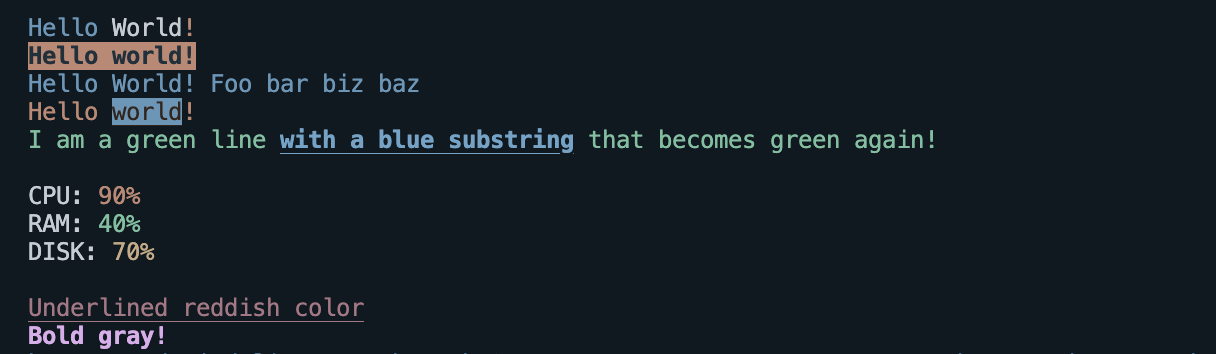 Hello World!
Hello world!
Hello World! Foo bar biz baz
Hello world!
I am a green line with a blue substring that becomes green again!
CPU: 90%
RAM: 40%
DISK: 70%
Underlined reddish color
Bold gray!